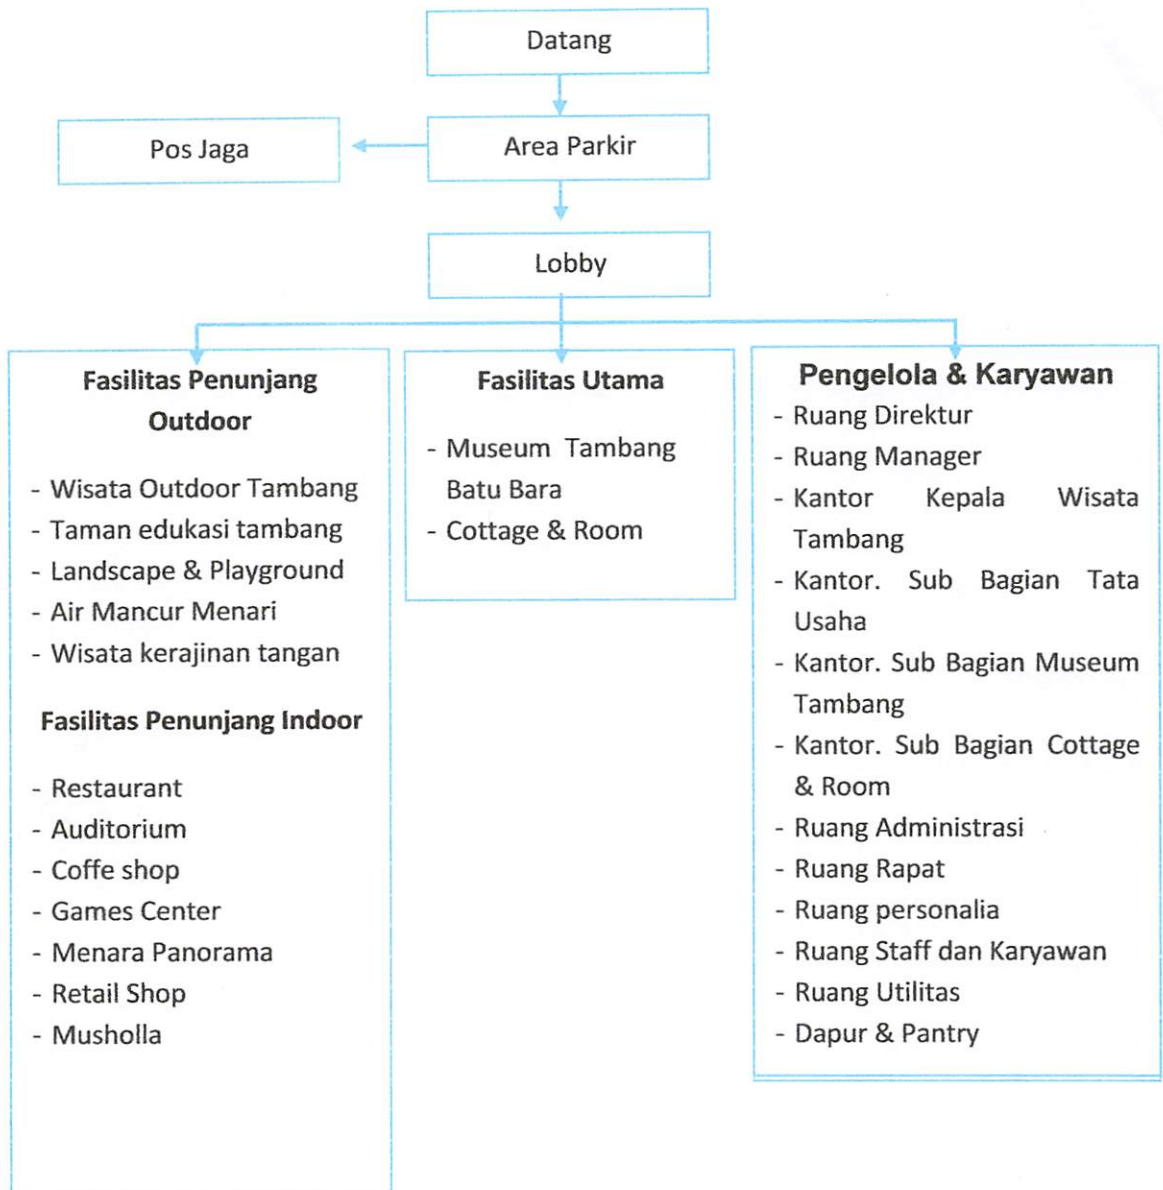 Datang
Pos Jaga
Area Parkir
Lobby
Fasilitas Penunjang
Outdoor
- Wisata Outdoor Tambang
- Taman edukasi tambang
- Landscape & Playground
- Air Mancur Menari
- Wisata kerajinan tangan
Fasilitas Penunjang Indoor
- Restaurant
- Auditorium
- Coffe shop
- Games Center
- Menara Panorama
- Retail Shop
- Musholla
Fasilitas Utama
- Museum Tambang
Batu Bara
- Cottage & Room
Pengelola & Karyawan
- Ruang Direktur
- Ruang Manager
- Kantor Kepala Wisata
Tambang
- Kantor. Sub Bagian Tata
Usaha
- Kantor. Sub Bagian Museum
Tambang
- Kantor. Sub Bagian Cottage
& Room
- Ruang Administrasi
- Ruang Rapat
- Ruang personalia
- Ruang Staff dan Karyawan
- Ruang Utilitas
- Dapur & Pantry